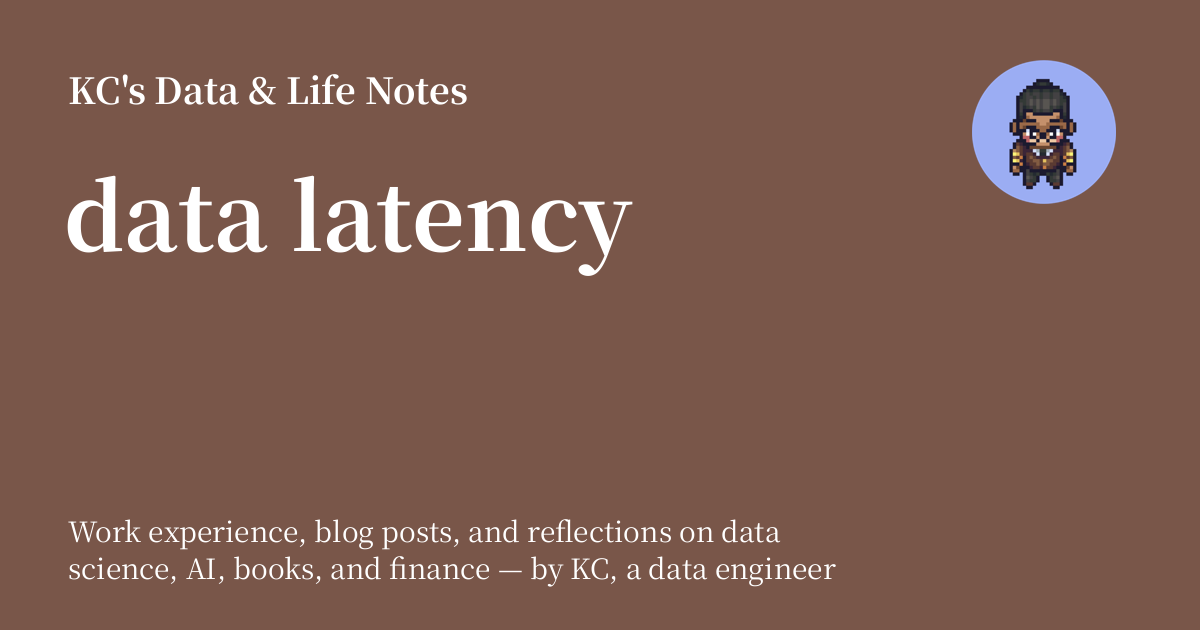 KC's Data & Life Notes
data latency
Work experience, blog posts, and reflections on data
science, AI, books, and finance — by KC, a data engineer